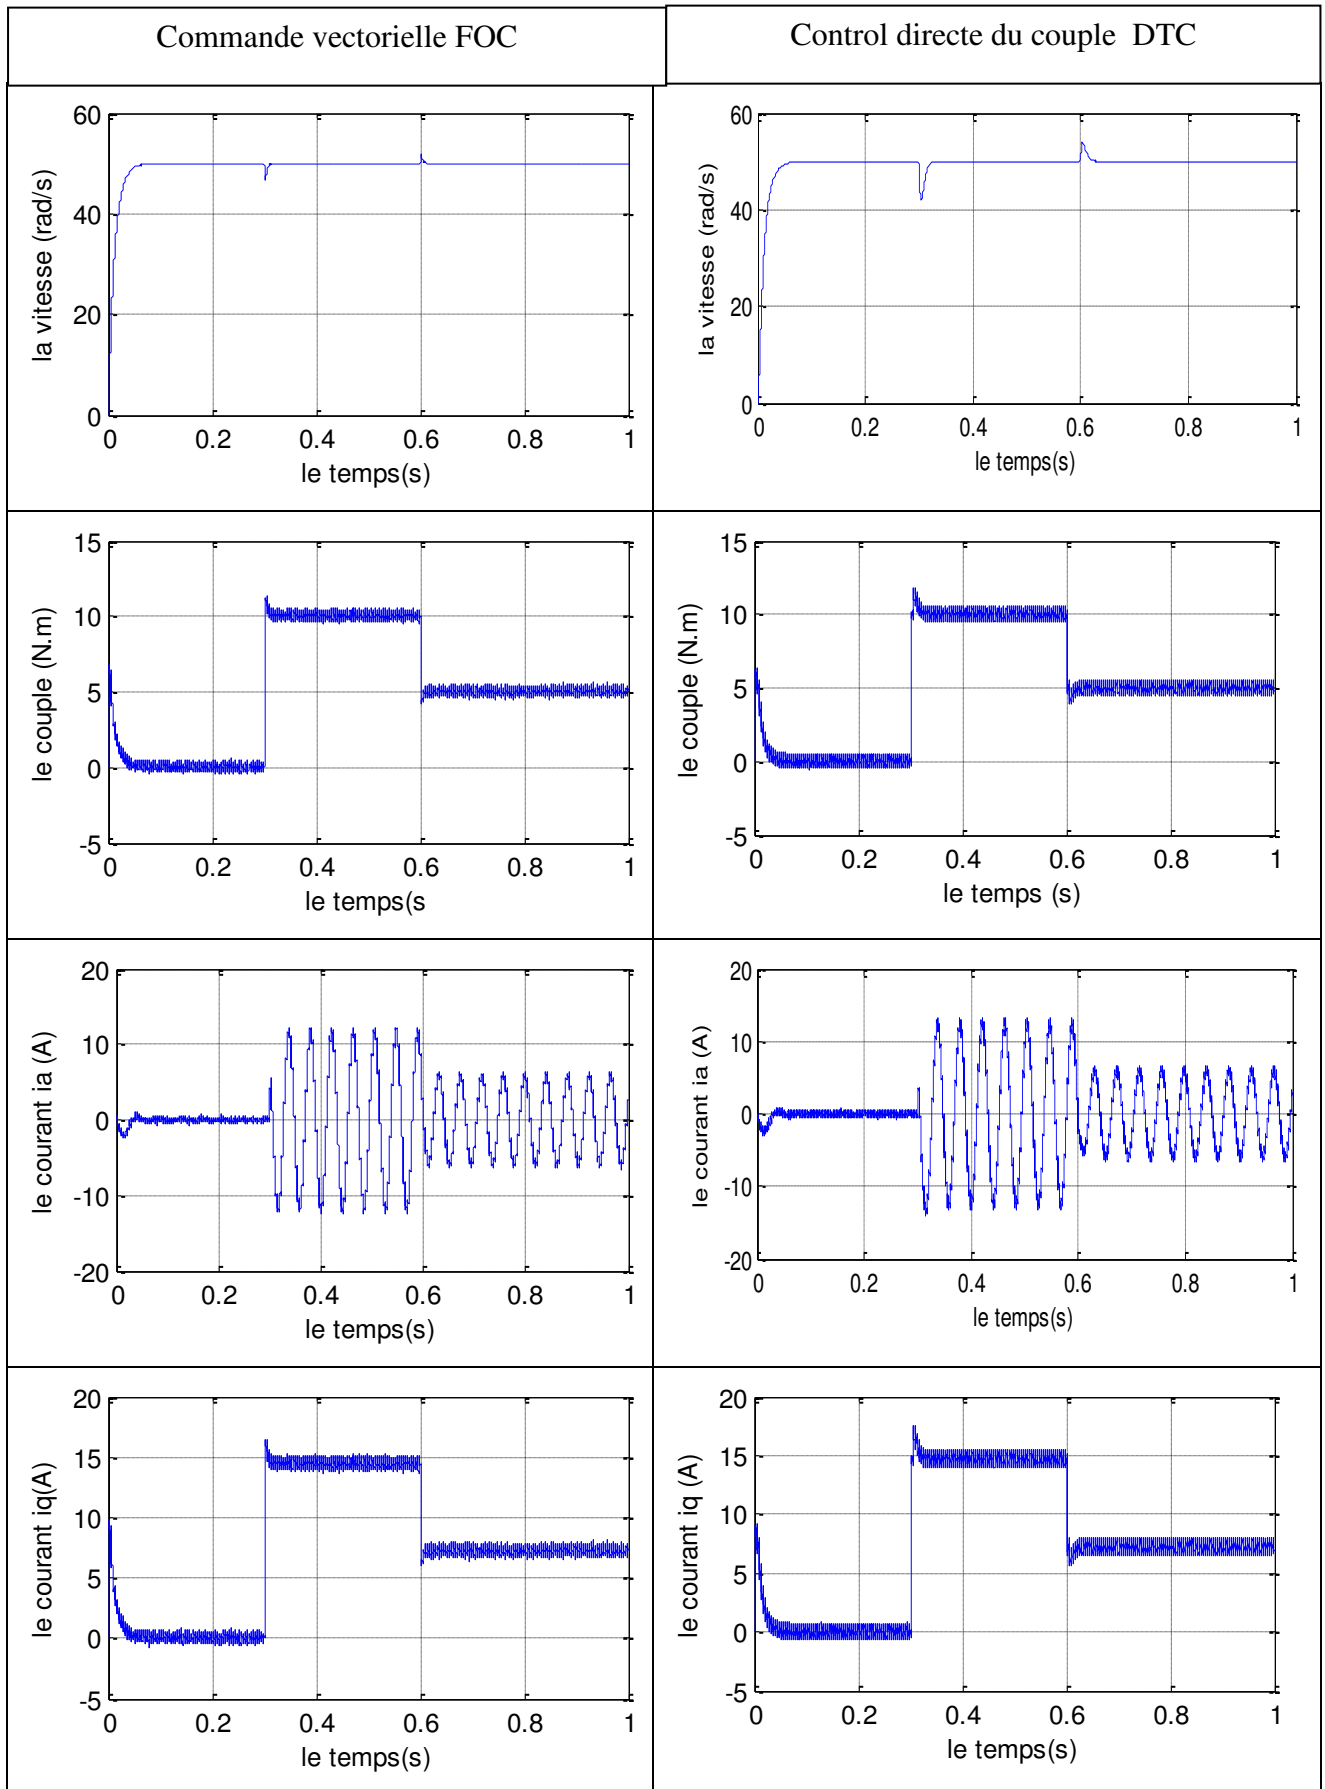 Commande vectorielle FOC
Control directe du couple DTC
60
40
20
0
la vitesse (rad/s)
0 0.2 0.4 0.6 0.8 1
le temps(s)
60
40
20
0
la vitesse (rad/s)
0 0.2 0.4 0.6 0.8 1
le temps(s)
15
10
5
0
-5
le couple (N.m)
0 0.2 0.4 0.6 0.8 1
le temps(s
15
10
5
0
-5
le couple (N.m)
0 0.2 0.4 0.6 0.8 1
le temps (s)
20
10
0
-10
-20
le courant ia (A)
0 0.2 0.4 0.6 0.8 1
le temps(s)
20
10
0
-10
-20
le courant ia (A)
0 0.2 0.4 0.6 0.8 1
le temps(s)
20
15
10
5
0
-5
le courant iq(A)
0 0.2 0.4 0.6 0.8 1
le temps(s)
20
15
10
5
0
-5
le courant iq (A)
0 0.2 0.4 0.6 0.8 1
le temps(s)